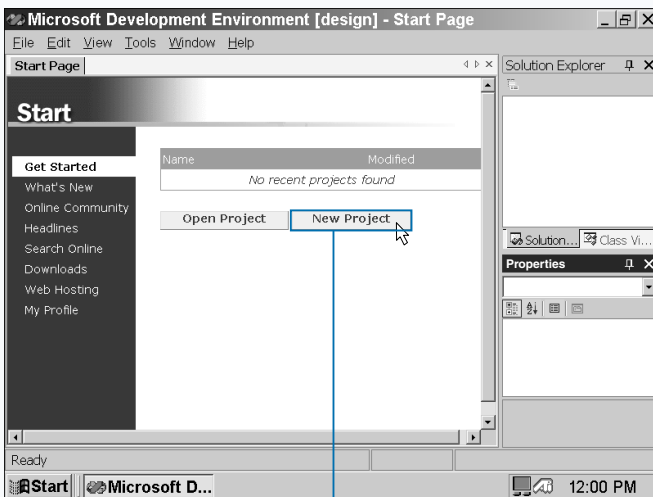 Microsoft Development Environment [design] - Start Page
File Edit View Tools Window Help
Start Page
Solution Explorer
Start
Get Started
What's New
Online Community
Headlines
Search Online
Downloads
Web Hosting
My Profile
Name Modified
No recent projects found
Open Project New Project
Solution... Class Vi...
Properties
Ready
Start Microsoft D... 12:00 PM